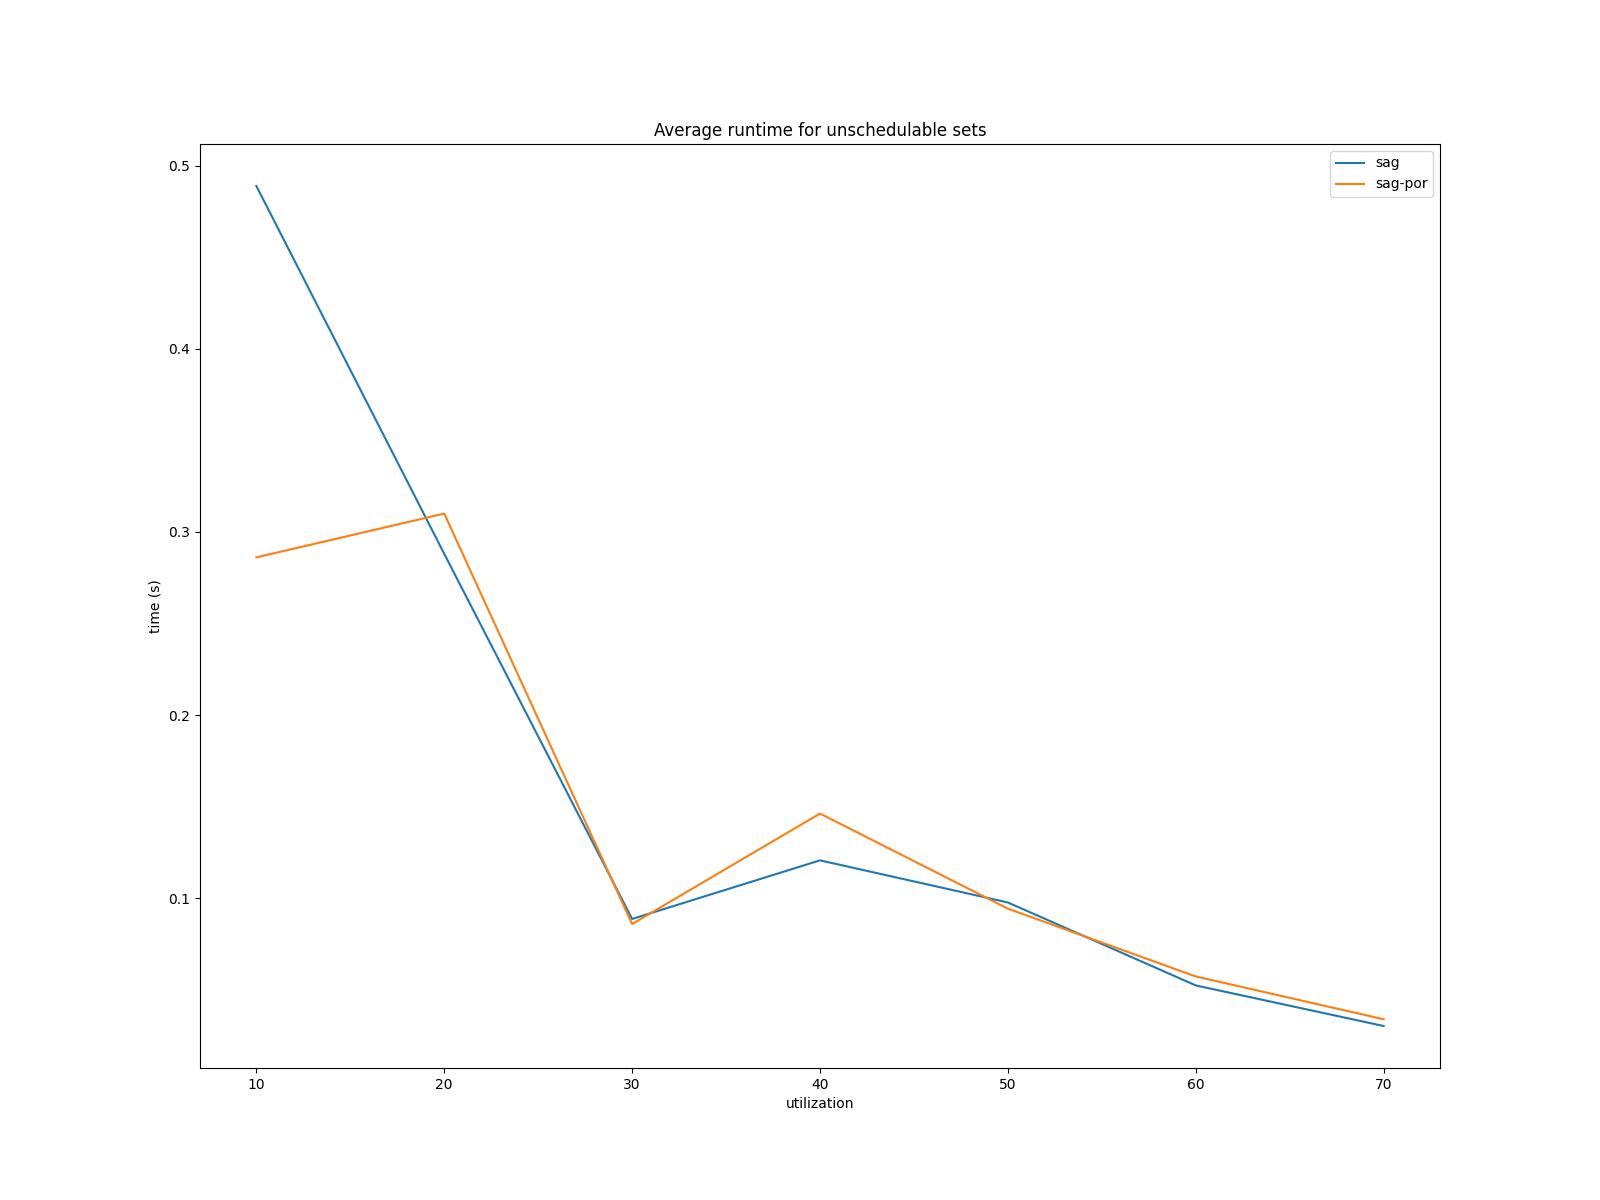 Average runtime for unschedulable sets
sag
sag-por
0.5
0.4
0.3
0.2
0.1
time (s)
10 20 30 40 50 60 70
utilization